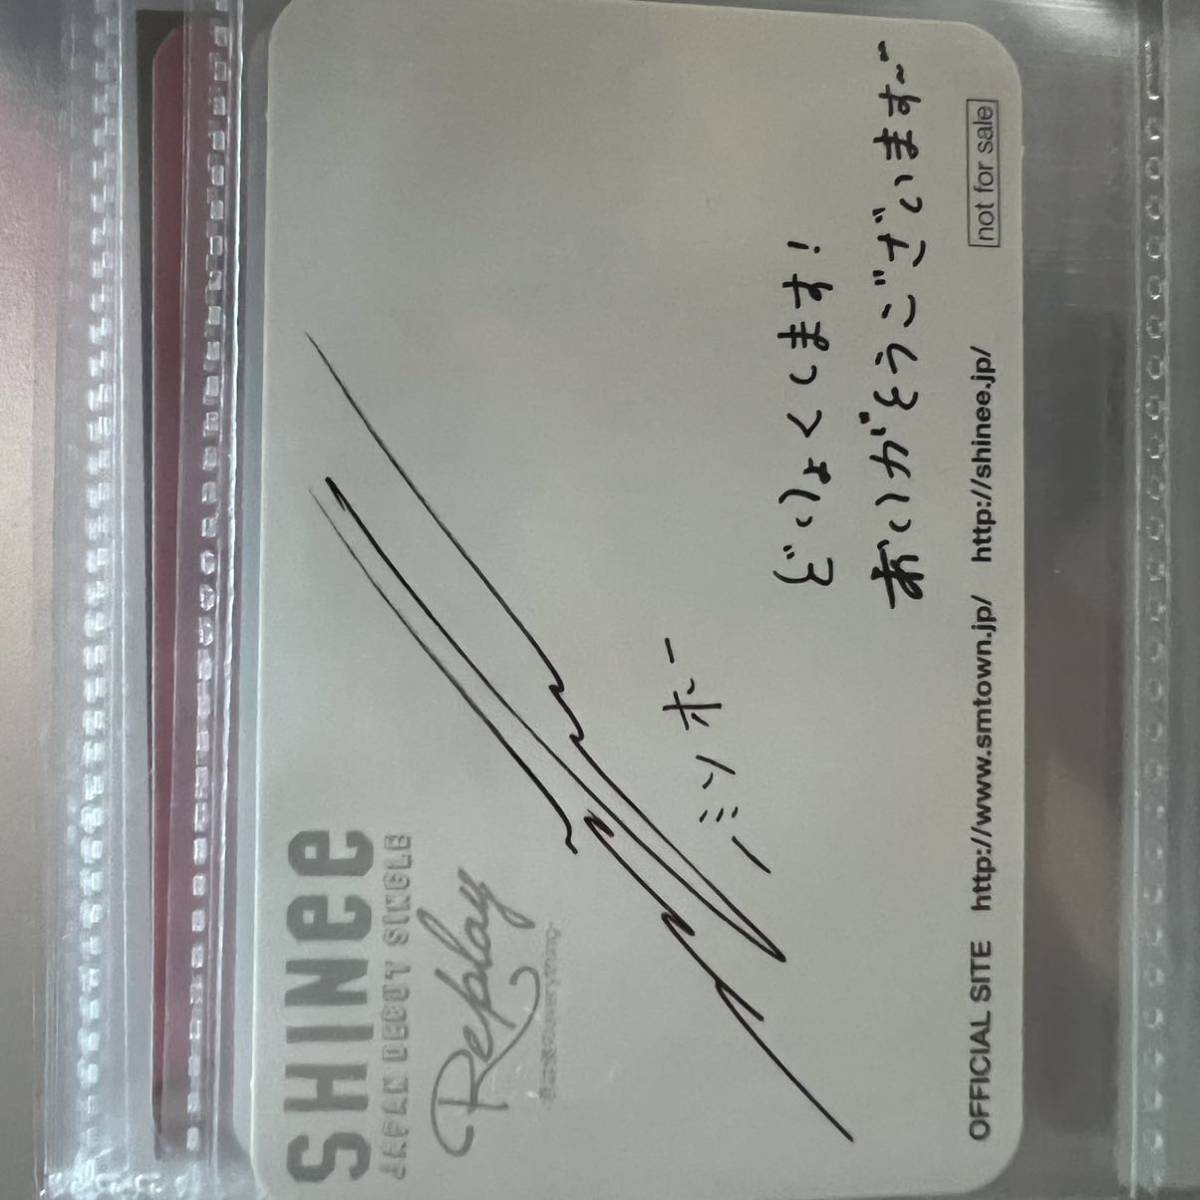 SHINee
JAPAN DEBUT SINGLE
Replay
ミンホー
どりょくします!
ありがとうございます~
not for sale
OFFICIAL SITE http://www.smtown.jp/ http://shinee.jp/